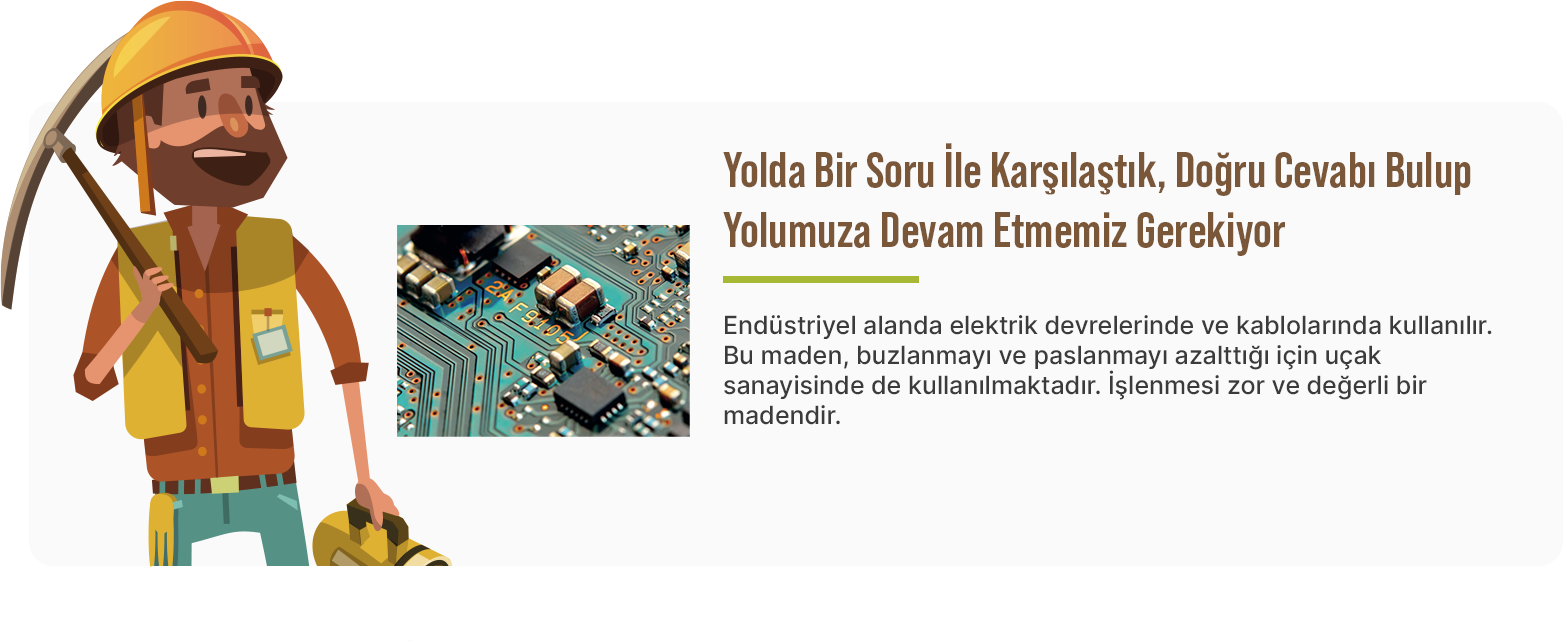 Yolda Bir Soru İle Karşılaştık, Doğru Cevabı Bulup
Yolumuza Devam Etmemiz Gerekiyor
2AF9105
Endüstriyel alanda elektrik devrelerinde ve kablolarında kullanılır.
Bu maden, buzlanmayı ve paslanmayı azalttığı için uçak
sanayisinde de kullanılmaktadır. İşlenmesi zor ve değerli bir
madendir.